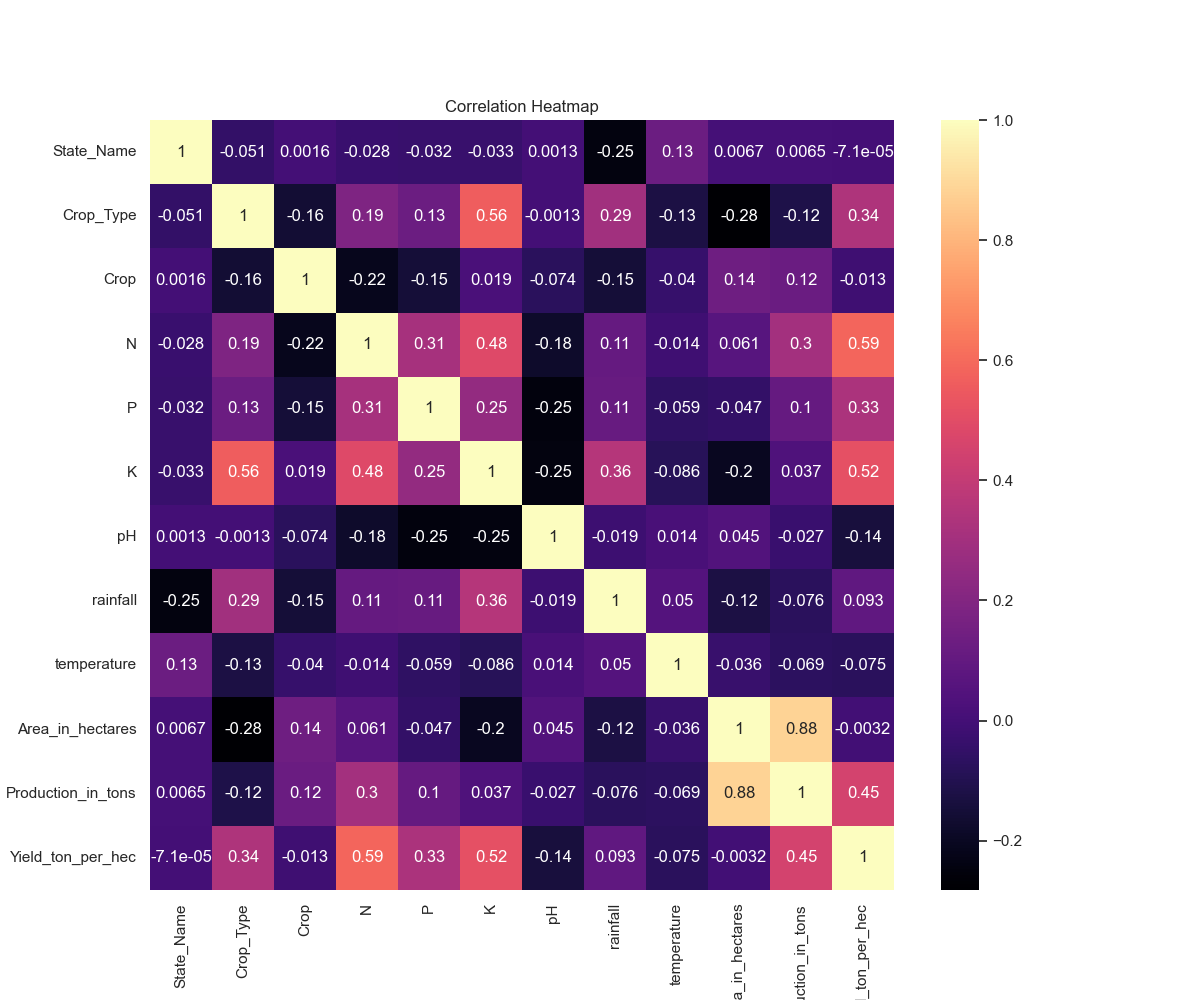 Correlation Heatmap
State_Name 1 -0.051 0.0016 -0.028 -0.032 -0.033 0.0013 -0.25 0.13 0.0067 0.0065 -7.1e-05
Crop_Type -0.051 1 -0.16 0.19 0.13 0.56 -0.0013 0.29 -0.13 -0.28 -0.12 0.34
Crop 0.0016 -0.16 1 -0.22 -0.15 0.019 -0.074 -0.15 -0.04 0.14 0.12 -0.013
N -0.028 0.19 -0.22 1 0.31 0.48 -0.18 0.11 -0.014 0.061 0.3 0.59
P -0.032 0.13 -0.15 0.31 1 0.25 -0.25 0.11 -0.059 -0.047 0.1 0.33
K -0.033 0.56 0.019 0.48 0.25 1 -0.25 0.36 -0.086 -0.2 0.037 0.52
pH 0.0013 -0.0013 -0.074 -0.18 -0.25 -0.25 1 -0.019 0.014 0.045 -0.027 -0.14
rainfall -0.25 0.29 -0.15 0.11 0.11 0.36 -0.019 1 0.05 -0.12 -0.076 0.093
temperature 0.13 -0.13 -0.04 -0.014 -0.059 -0.086 0.014 0.05 1 -0.036 -0.069 -0.075
Area_in_hectares 0.0067 -0.28 0.14 0.061 -0.047 -0.2 0.045 -0.12 -0.036 1 0.88 -0.0032
Production_in_tons 0.0065 -0.12 0.12 0.3 0.1 0.037 -0.027 -0.076 -0.069 0.88 1 0.45
Yield_ton_per_hec -7.1e-05 0.34 -0.013 0.59 0.33 0.52 -0.14 0.093 -0.075 -0.0032 0.45 1
State_Name
Crop_Type
Crop
N
P
K
pH
rainfall
temperature
a_in_hectares
uction_in_tons
l_ton_per_hec
1.0
0.8
0.6
0.4
0.2
0.0
−0.2